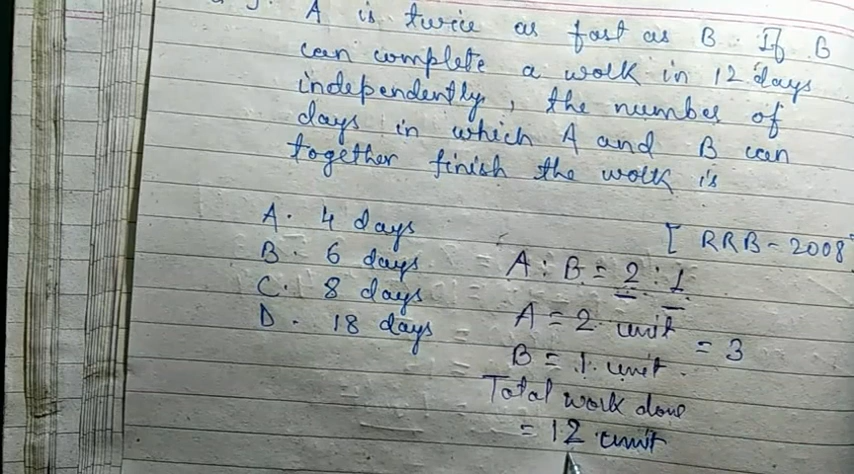 A is twice as fast as B. If B
can complete a work in 12 days
independently, the number of
days in which A and B can
together finish the work is
A. 4 days
B. 6 days
C. 8 days
D. 18 days
[RRB-2008
A : B = 2 : 1
A = 2 unit
= 3
B = 1 unit
Total work done
= 12 unit